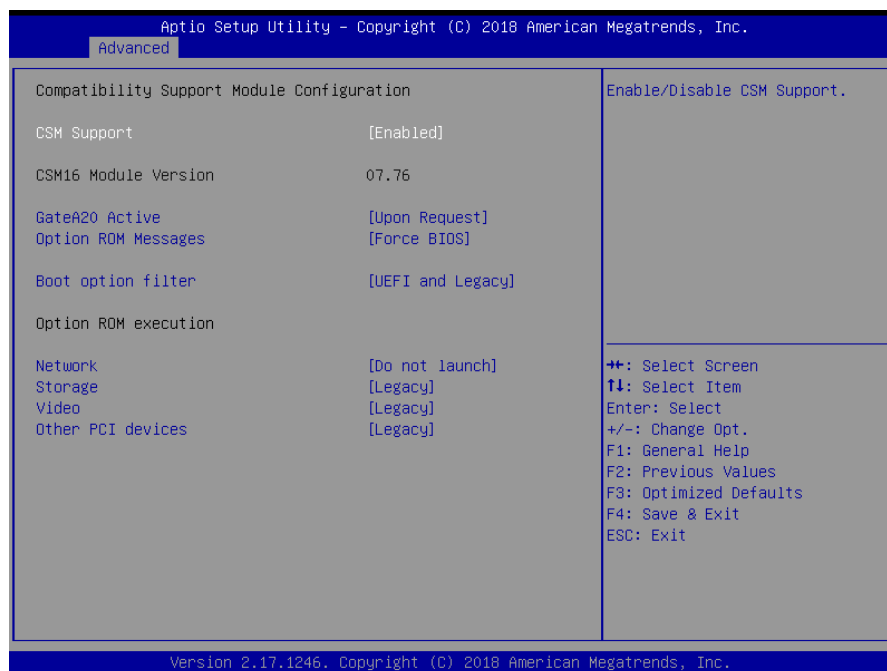 Aptio Setup Utility – Copyright (C) 2018 American Megatrends, Inc.
Advanced
Compatibility Support Module Configuration
CSM Support [Enabled]
CSM16 Module Version 07.76
GateA20 Active [Upon Request]
Option ROM Messages [Force BIOS]
Boot option filter [UEFI and Legacy]
Option ROM execution
Network [Do not launch]
Storage [Legacy]
Video [Legacy]
Other PCI devices [Legacy]
Enable/Disable CSM Support.
→←: Select Screen
↑↓: Select Item
Enter: Select
+/-: Change Opt.
F1: General Help
F2: Previous Values
F3: Optimized Defaults
F4: Save & Exit
ESC: Exit
Version 2.17.1246. Copyright (C) 2018 American Megatrends, Inc.